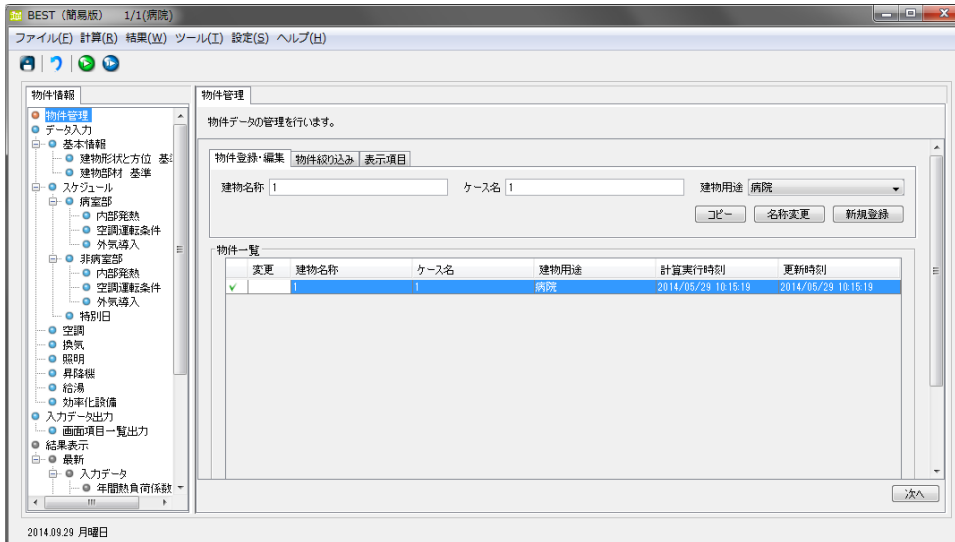 BEST（簡易版） 1/1(病院)
ファイル(F) 計算(R) 結果(W) ツール(T) 設定(S) ヘルプ(H)
物件情報
物件管理
データ入力
基本情報
建物形状と方位 基
建物部材 基準
スケジュール
病室部
内部発熱
空調運転条件
外気導入
非病室部
内部発熱
空調運転条件
外気導入
特別日
空調
換気
照明
昇降機
給湯
効率化設備
入力データ出力
画面項目一覧出力
結果表示
最新
入力データ
年間熱負荷係数
物件管理
物件データの管理を行います。
物件登録・編集 物件絞り込み 表示項目
建物名称 1 ケース名 1 建物用途 病院
コピー 名称変更 新規登録
物件一覧
変更 建物名称 ケース名 建物用途 計算実行時刻 更新時刻
1 1 病院 2014/05/29 10:15:19 2014/05/29 10:15:19
次へ
2014.09.29 月曜日